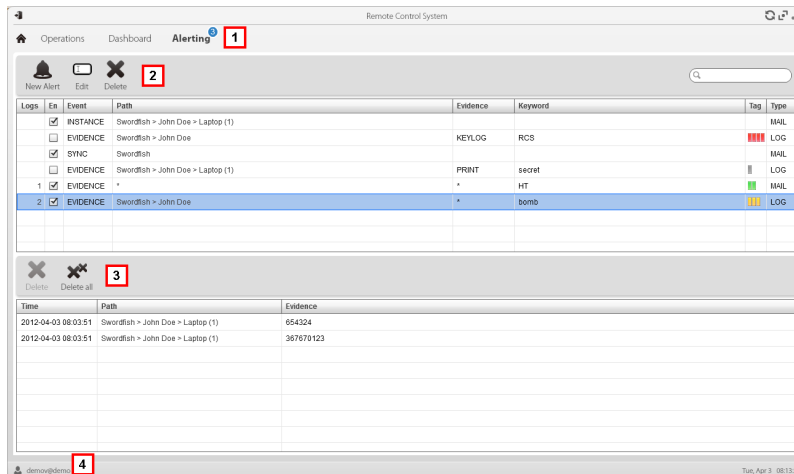 Remote Control System
Operations Dashboard Alerting 3 1
New Alert Edit Delete 2
Logs En Event Path Evidence Keyword Tag Type
INSTANCE Swordfish > John Doe > Laptop (1) MAIL
EVIDENCE Swordfish > John Doe KEYLOG RCS LOG
SYNC Swordfish MAIL
EVIDENCE Swordfish > John Doe > Laptop (1) PRINT secret LOG
1 EVIDENCE * * HT MAIL
2 EVIDENCE Swordfish > John Doe * bomb LOG
Delete Delete all 3
Time Path Evidence
2012-04-03 08:03:51 Swordfish > John Doe > Laptop (1) 654324
2012-04-03 08:03:51 Swordfish > John Doe > Laptop (1) 367670123
demov@demo 4 Tue, Apr 3 08:13